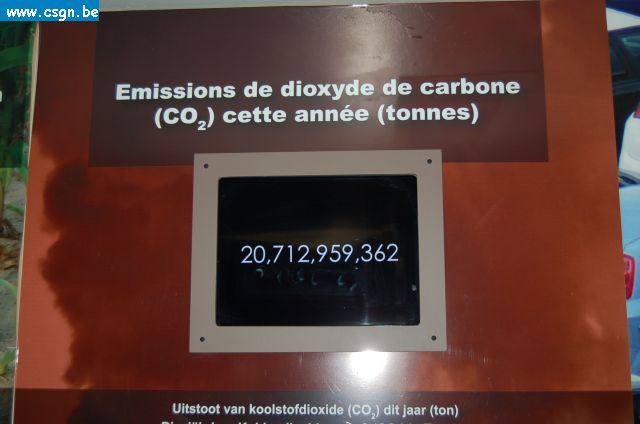 www.csgn.be
Emissions de dioxyde de carbone
(CO2) cette année (tonnes)
20,712,959,362
Uitstoot van koolstofdioxide (CO2) dit jaar (ton)